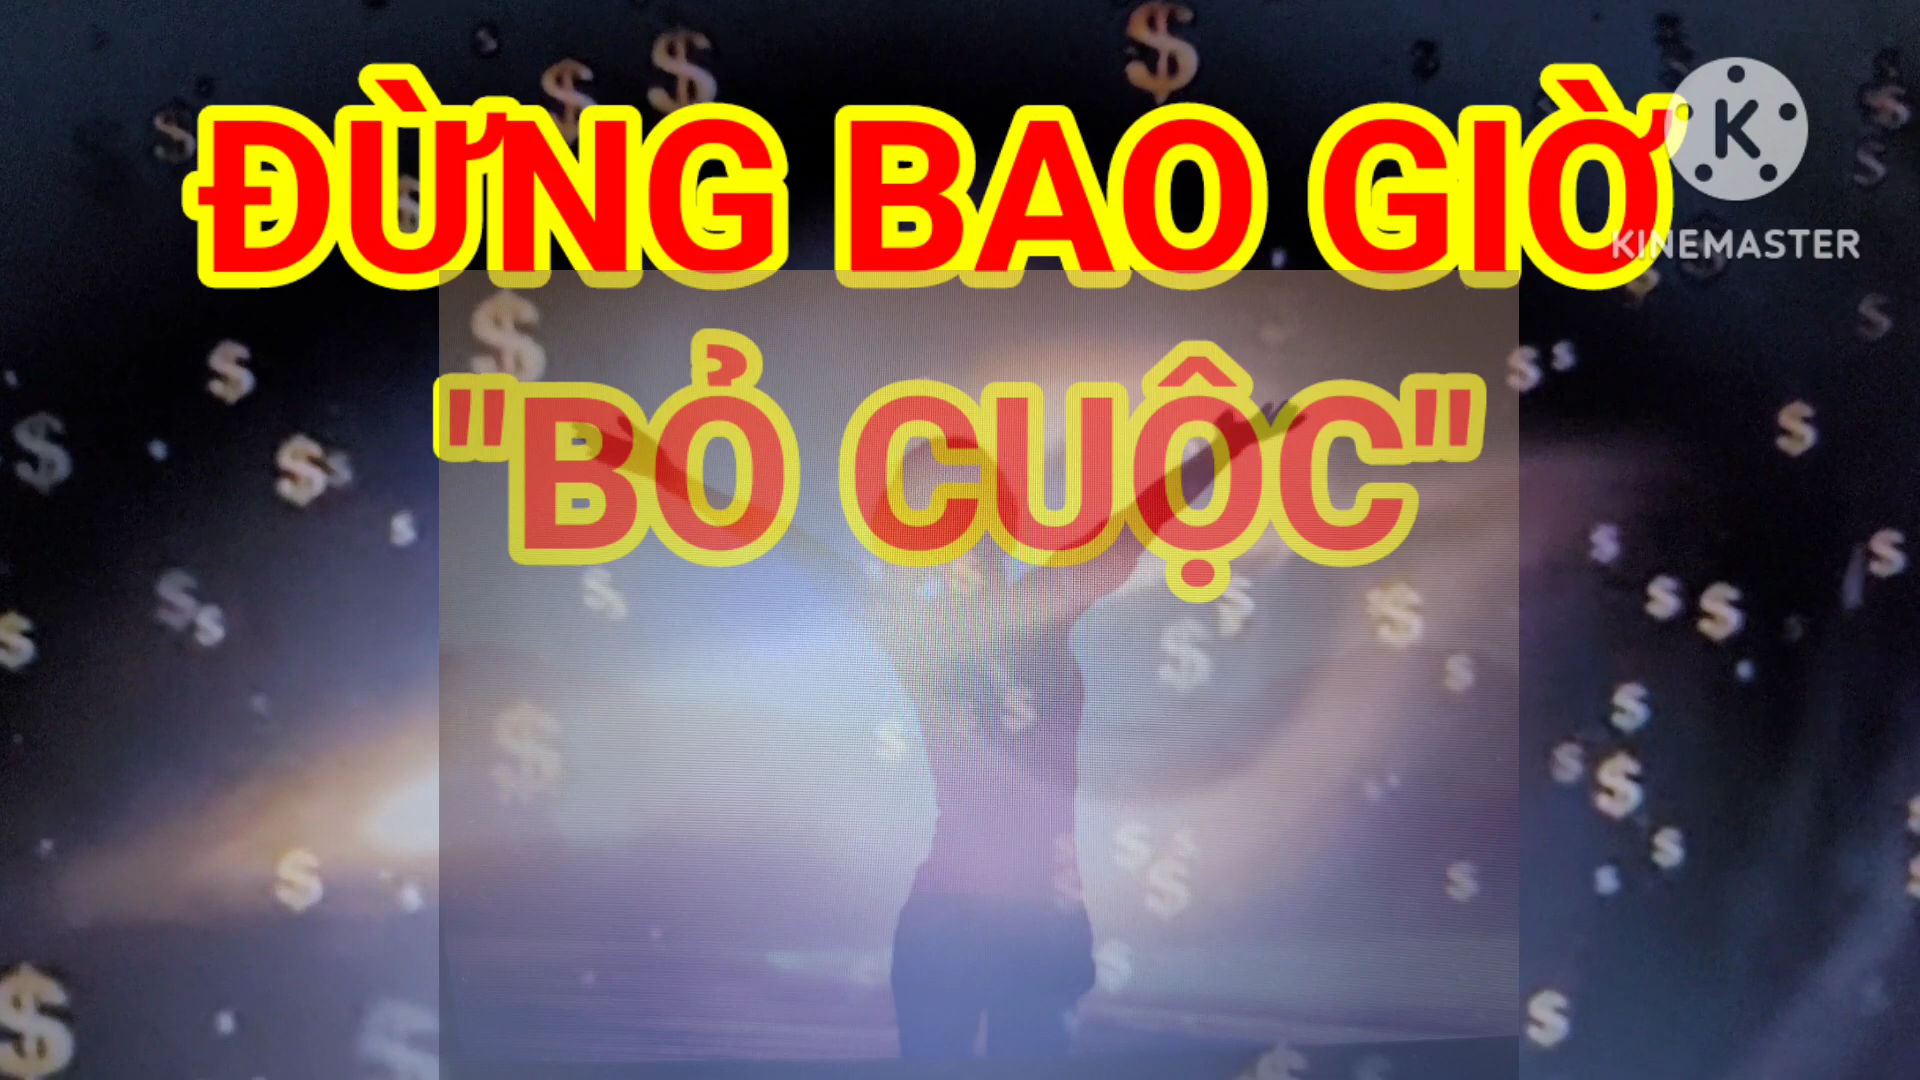 ĐỪNG BAO GIỜ
"BỎ CUỘC"
K
KINEMASTER